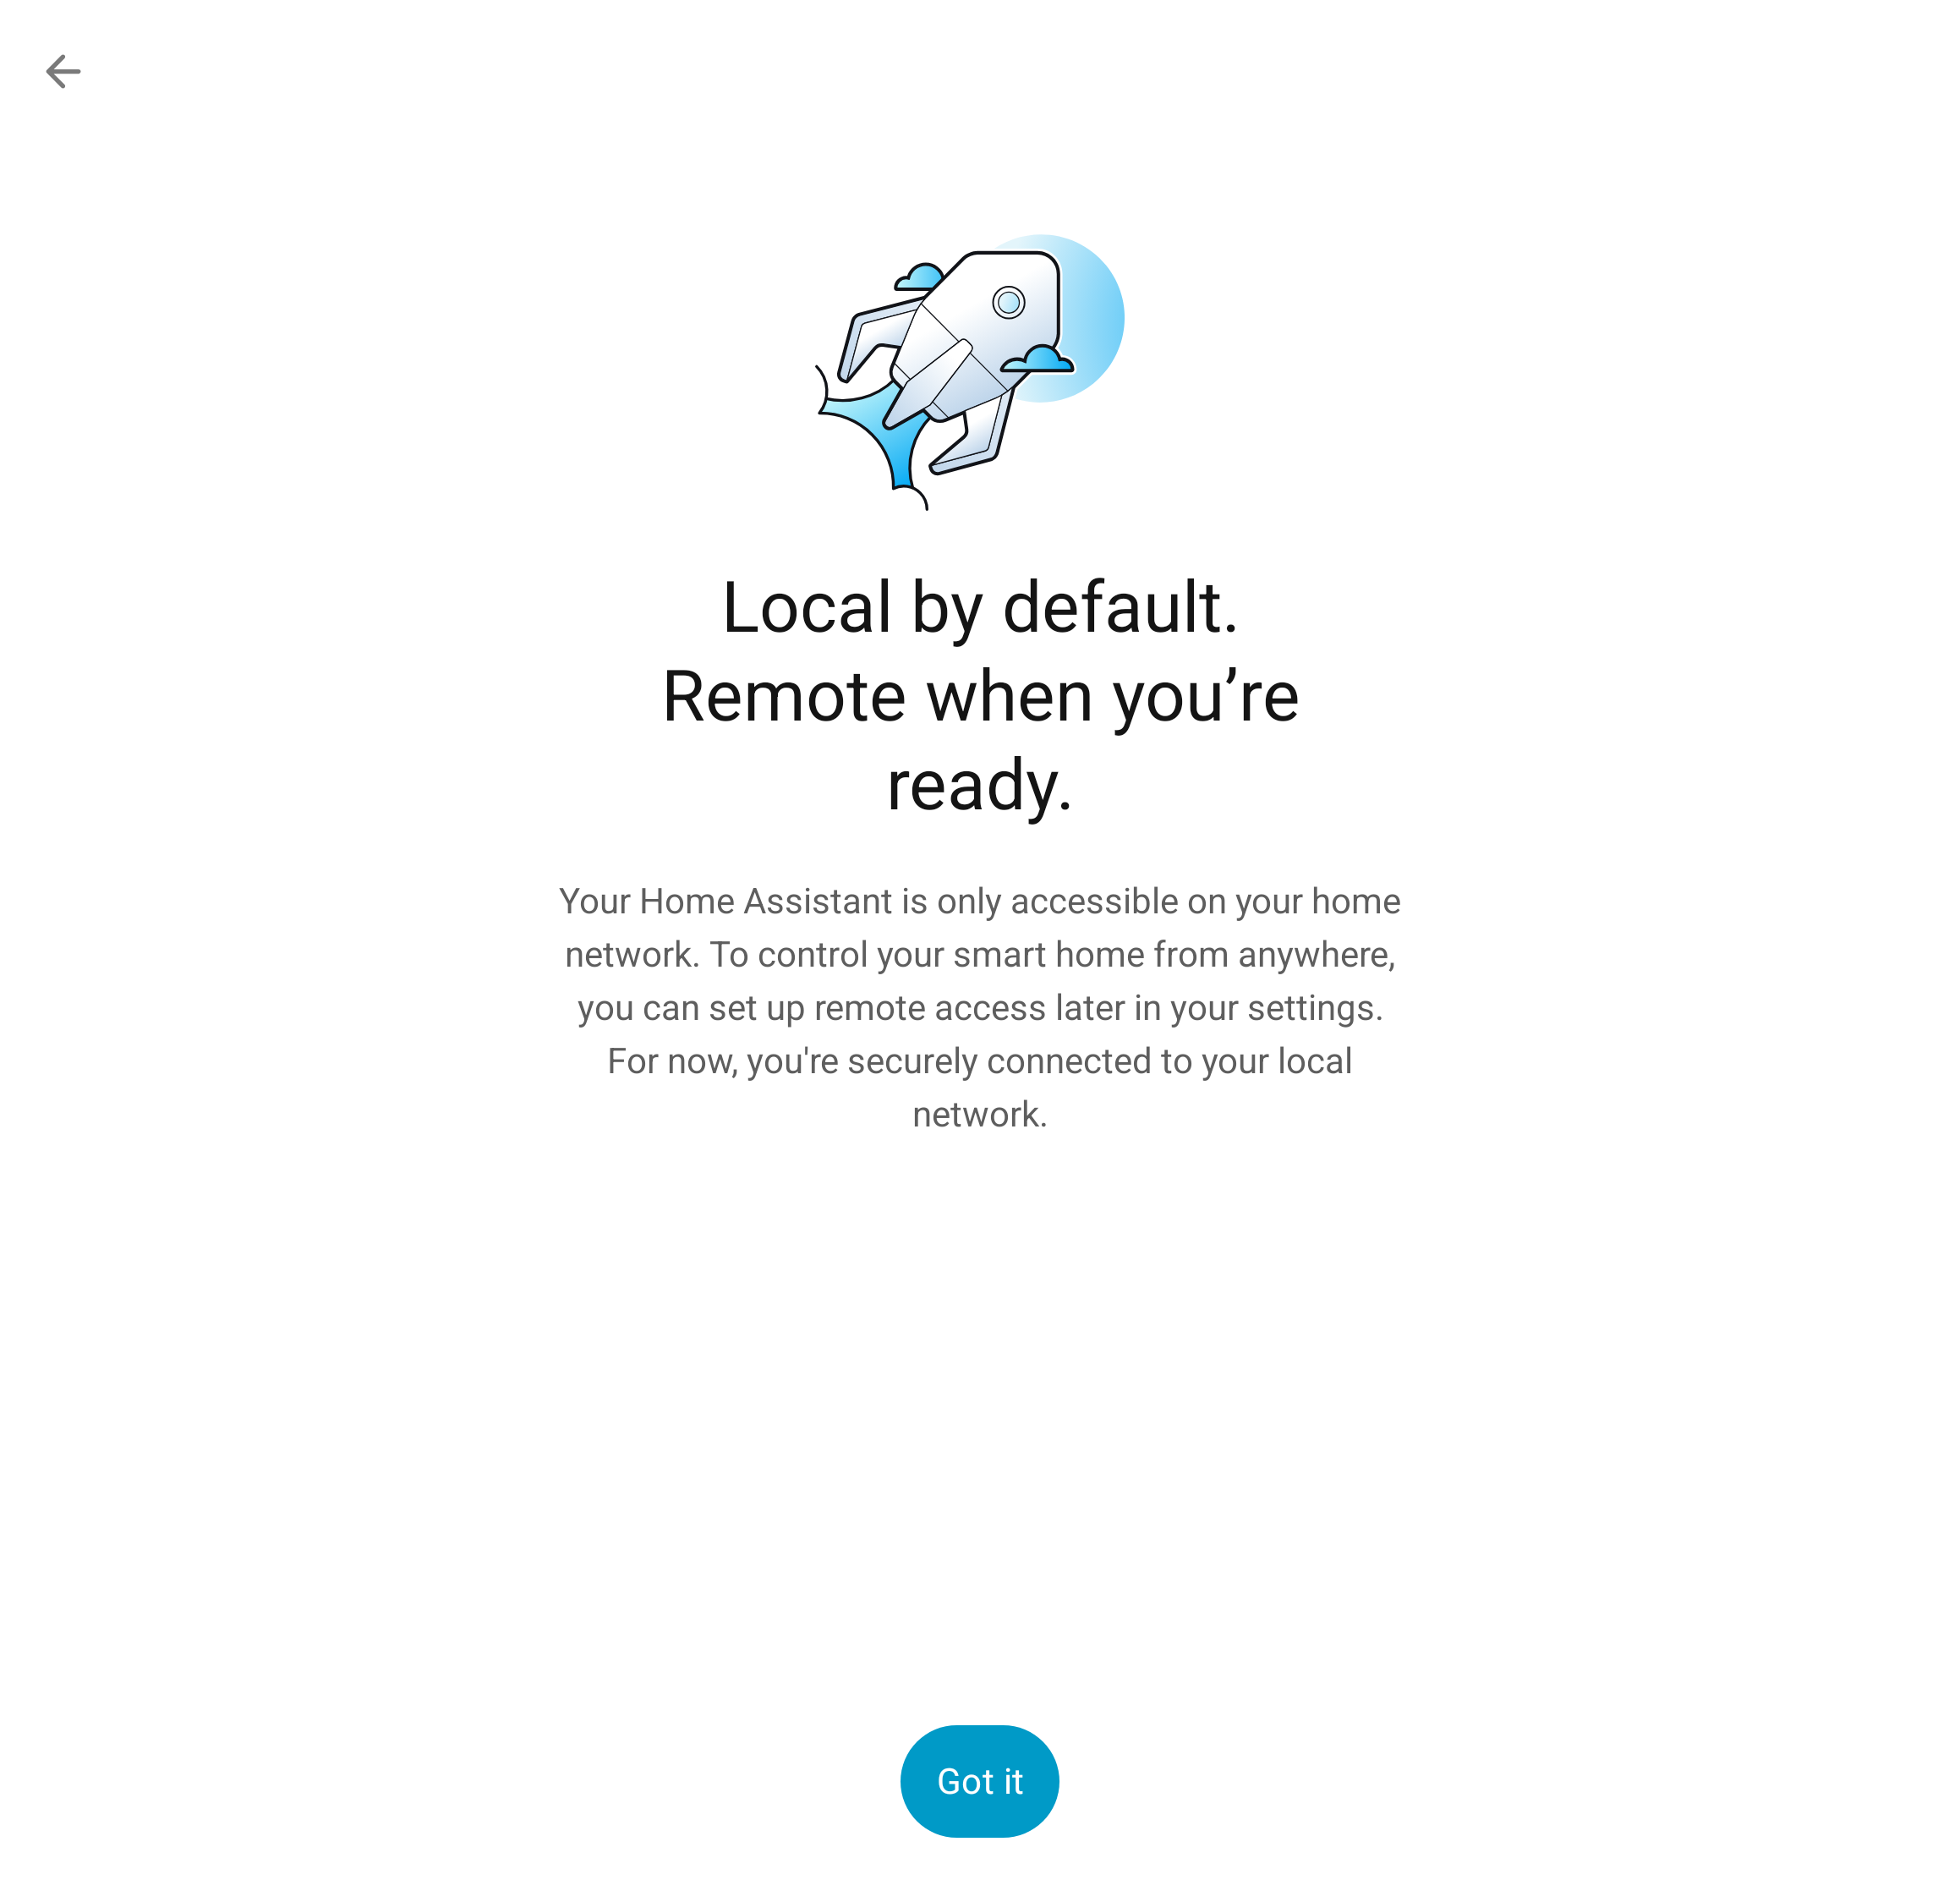 Local by default.
Remote when you’re
ready.
Your Home Assistant is only accessible on your home
network. To control your smart home from anywhere,
you can set up remote access later in your settings.
For now, you're securely connected to your local
network.
Got it